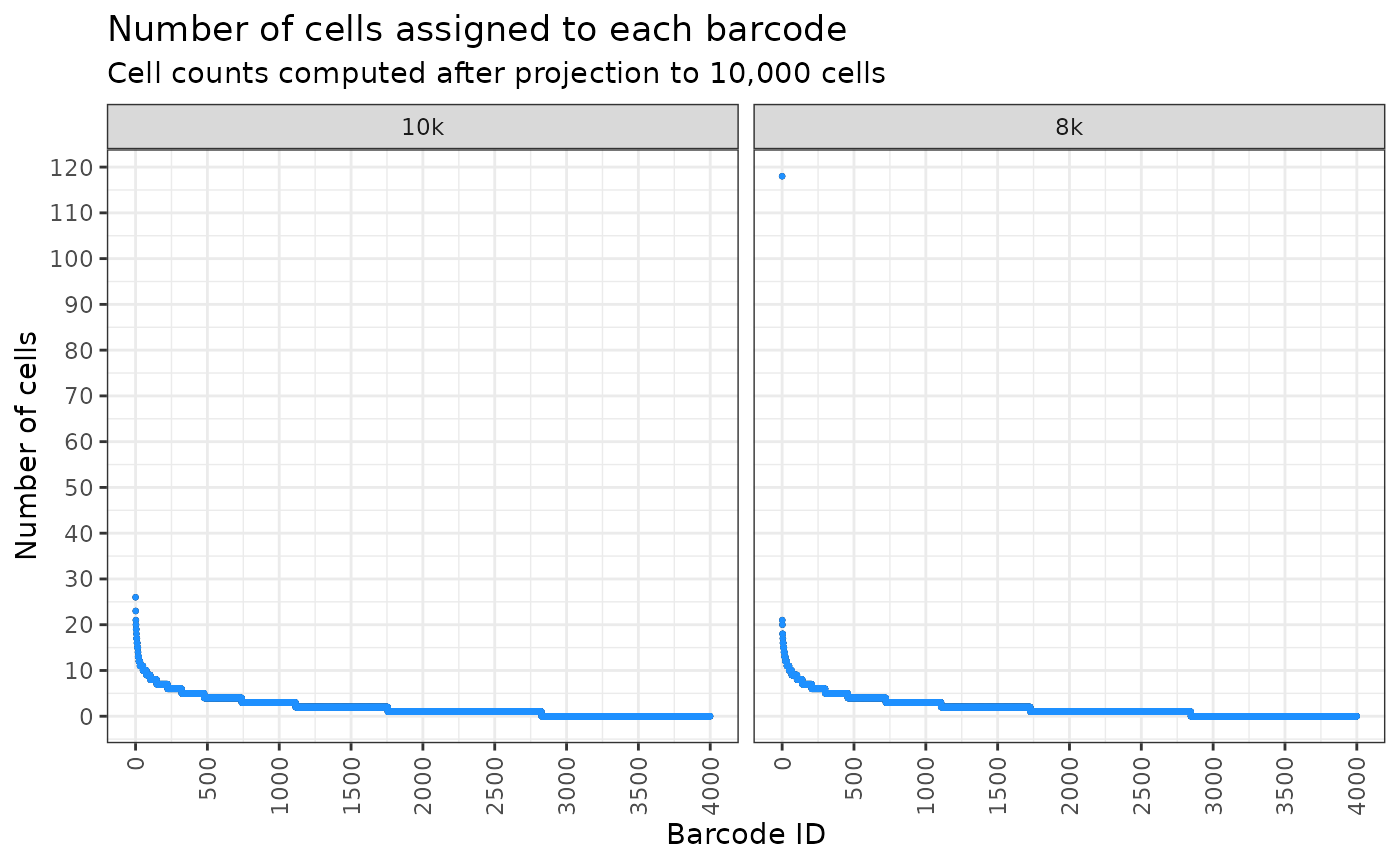 Number of cells assigned to each barcode
Cell counts computed after projection to 10,000 cells
10k
8k
Number of cells
120
110
100
90
80
70
60
50
40
30
20
10
0
0 500 1000 1500 2000 2500 3000 3500 4000
0 500 1000 1500 2000 2500 3000 3500 4000
Barcode ID